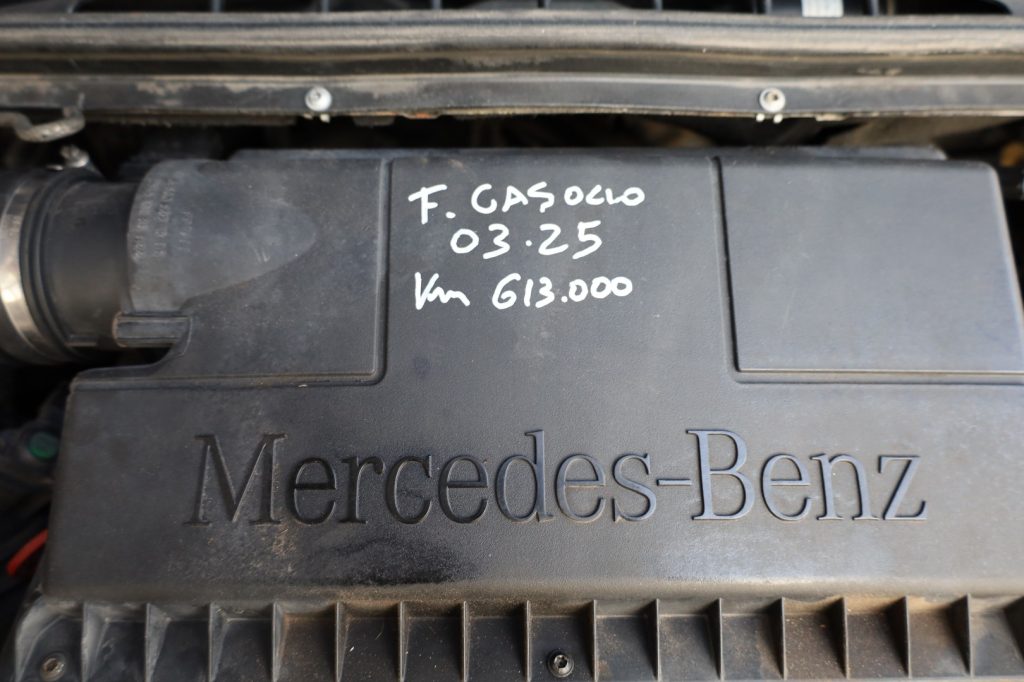 F. GASOLIO
03.25
Km 613.000
Mercedes-Benz